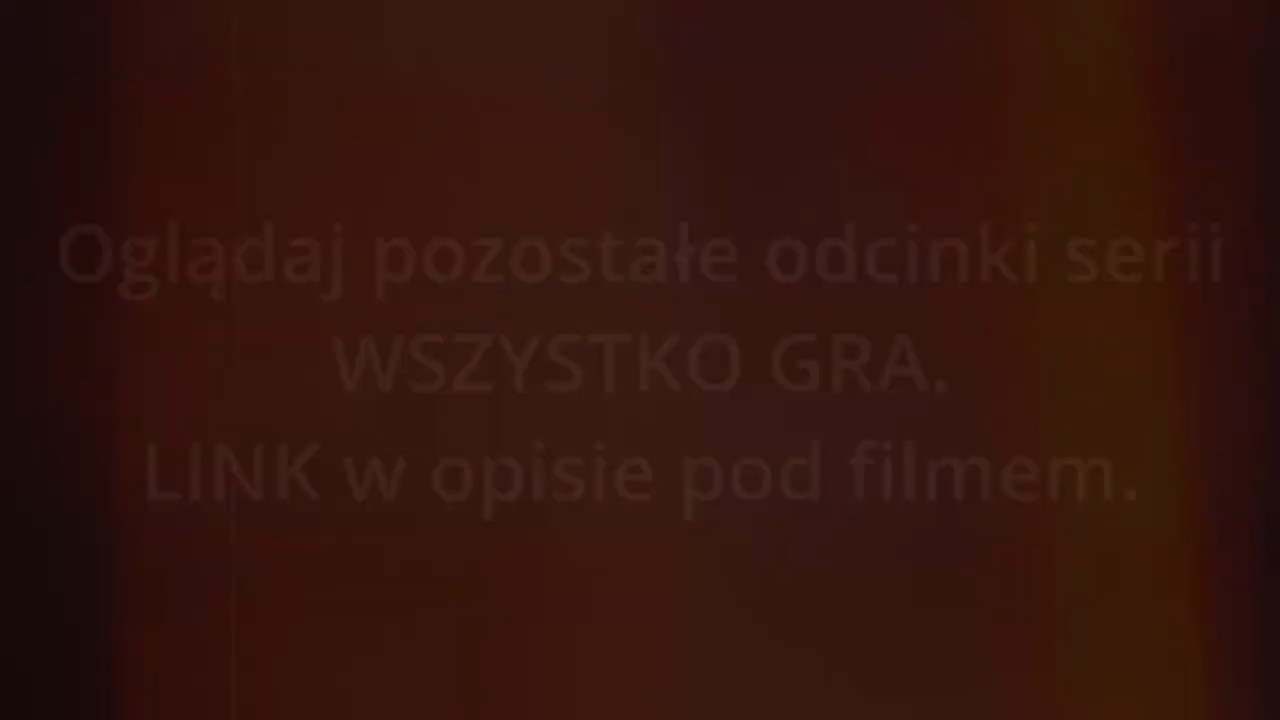 Oglądaj pozostałe odcinki serii
WSZYSTKO GRA.
LINK w opisie pod filmem.